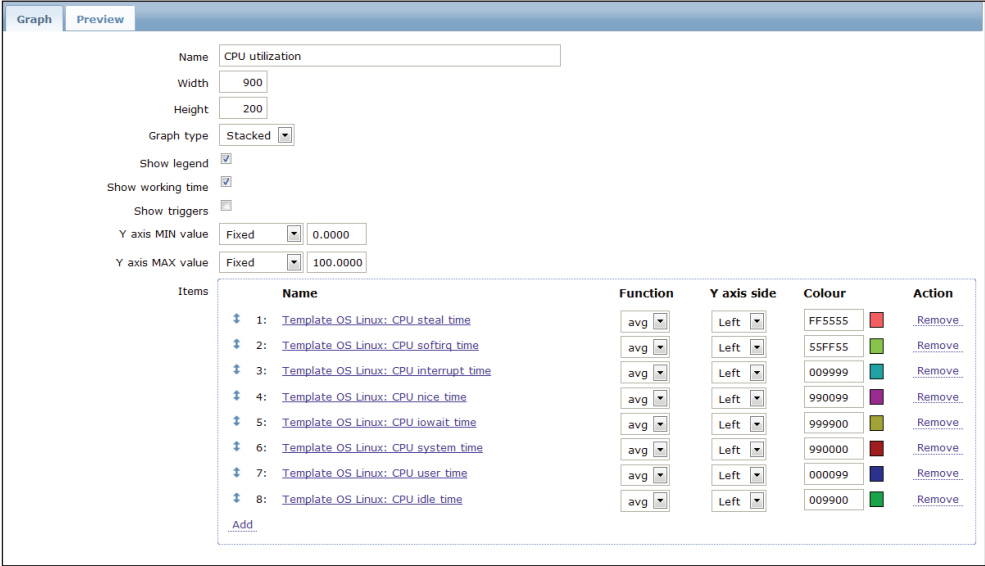 Graph Preview
Name CPU utilization
Width 900
Height 200
Graph type Stacked
Show legend
Show working time
Show triggers
Y axis MIN value Fixed 0.0000
Y axis MAX value Fixed 100.0000
Items Name Function Y axis side Colour Action
1: Template OS Linux: CPU steal time avg Left FF5555 Remove
2: Template OS Linux: CPU softirq time avg Left 55FF55 Remove
3: Template OS Linux: CPU interrupt time avg Left 009999 Remove
4: Template OS Linux: CPU nice time avg Left 990099 Remove
5: Template OS Linux: CPU iowait time avg Left 999900 Remove
6: Template OS Linux: CPU system time avg Left 990000 Remove
7: Template OS Linux: CPU user time avg Left 000099 Remove
8: Template OS Linux: CPU idle time avg Left 009900 Remove
Add